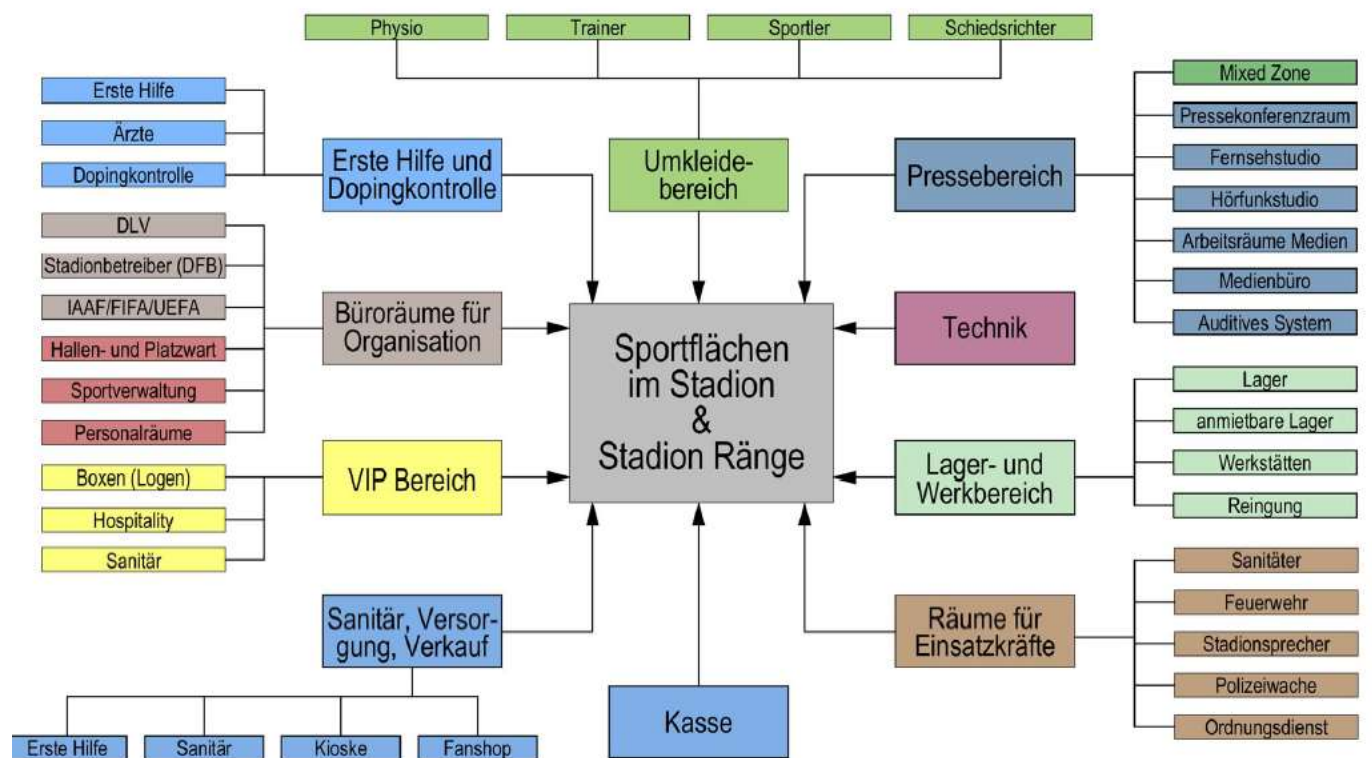 Physio
Trainer
Sportler
Schiedsrichter
Erste Hilfe
Ärzte
Dopingkontrolle
Erste Hilfe und
Dopingkontrolle
Umkleide-
bereich
Pressebereich
Mixed Zone
Pressekonferenzraum
Fernsehstudio
Hörfunkstudio
Arbeitsräume Medien
Medienbüro
Auditives System
DLV
Stadionbetreiber (DFB)
IAAF/FIFA/UEFA
Hallen- und Platzwart
Sportverwaltung
Personalräume
Büroräume für
Organisation
Sportflächen
im Stadion
&
Stadion Ränge
Technik
Boxen (Logen)
Hospitality
Sanitär
VIP Bereich
Lager- und
Werkbereich
Lager
anmietbare Lager
Werkstätten
Reingung
Sanitär, Versor-
gung, Verkauf
Erste Hilfe
Sanitär
Kioske
Fanshop
Kasse
Räume für
Einsatzkräfte
Sanitäter
Feuerwehr
Stadionsprecher
Polizeiwache
Ordnungsdienst